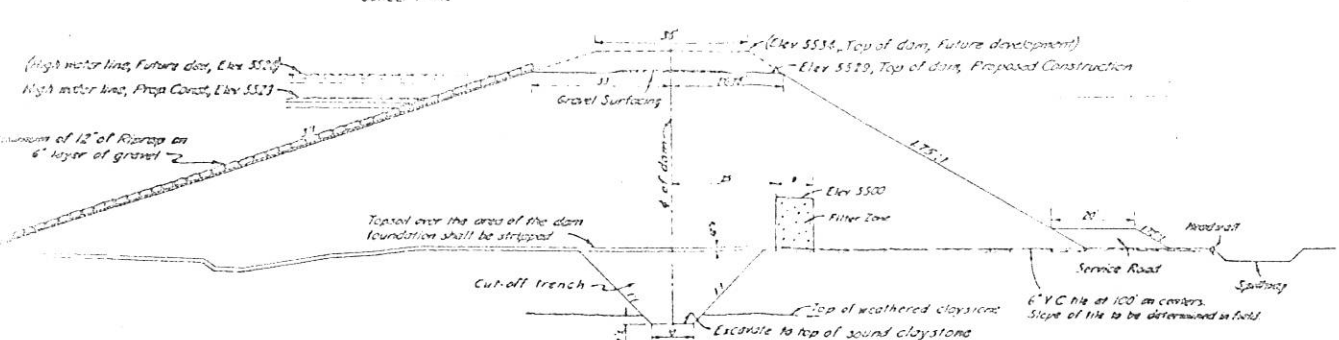 35'
(Elev 5534, Top of dam, Future development)
(High water line, Future dev, Elev 5528)
Elev 5529, Top of dam, Proposed Construction
High water line, Prop Const, Elev 5523
Gravel Surfacing
of 12" of Riprap on
6" layer of gravel
of dam
1.75:1
25
Elev 5500
Filter Zone
Topsoil over the area of the dam
foundation shall be stripped
20'
Headwall
Service Road
Spillway
Cut-off trench
1:1
6" V.C. tile at 100' on centers.
Slope of tile to be determined in field
Top of weathered claystone
Excavate to top of sound claystone